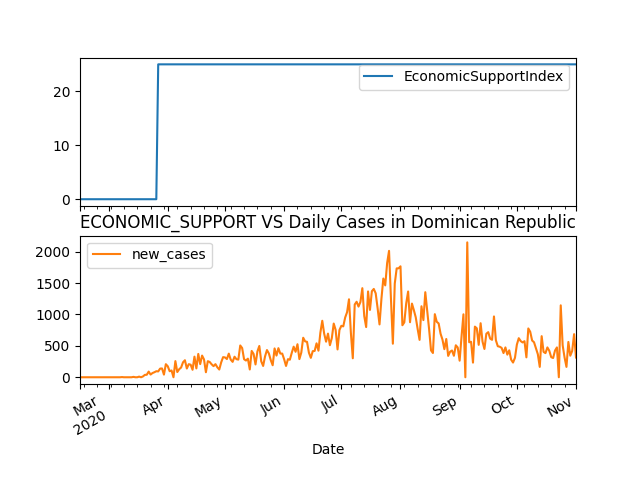 20
10
0
EconomicSupportIndex
ECONOMIC_SUPPORT VS Daily Cases in Dominican Republic
2000
1500
1000
500
0
new_cases
Mar
2020
Apr
May
Jun
Jul
Aug
Sep
Oct
Nov
Date